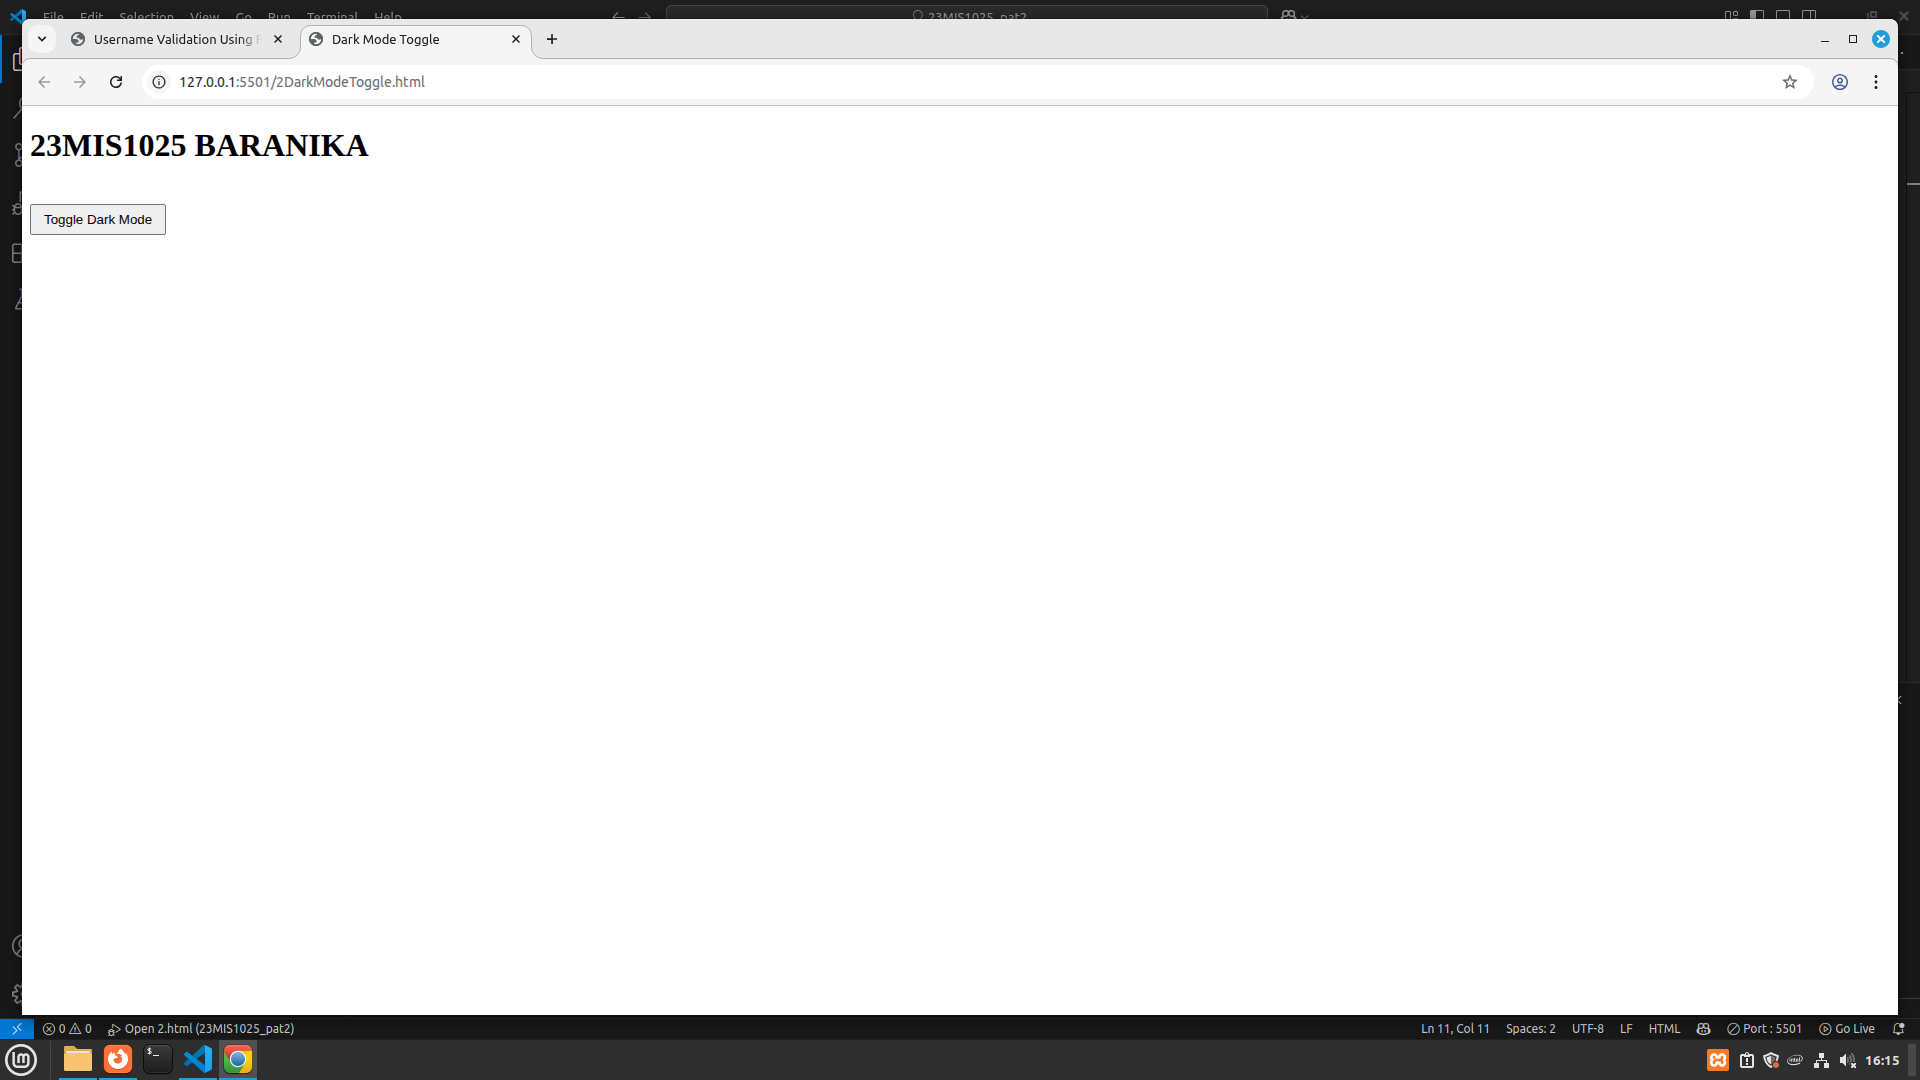 File Edit Selection View Go Run Terminal Help
23MIS1025_pat2
Username Validation Using
Dark Mode Toggle
127.0.0.1:5501/2DarkModeToggle.html
23MIS1025 BARANIKA
Toggle Dark Mode
0 0 Open 2.html (23MIS1025_pat2) Ln 11, Col 11 Spaces: 2 UTF-8 LF HTML Port : 5501 Go Live
16:15